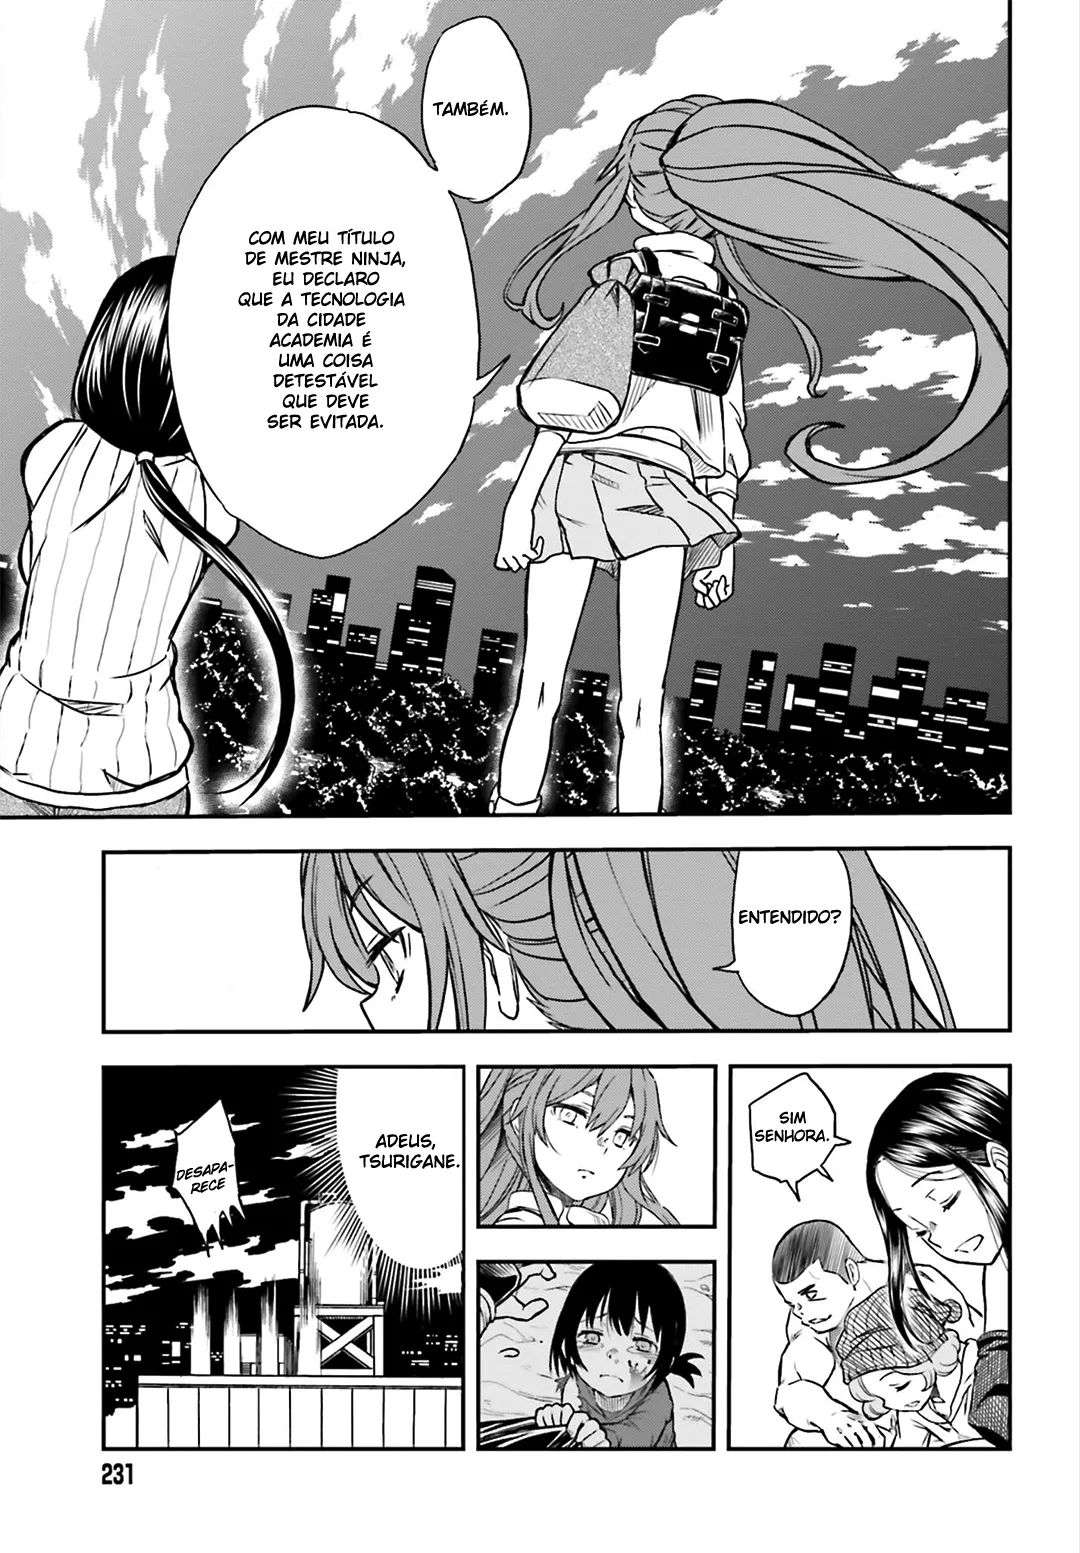 TAMBÉM.
COM MEU TÍTULO
DE MESTRE NINJA,
EU DECLARO
QUE A TECNOLOGIA
DA CIDADE
ACADEMIA É
UMA COISA
DETESTÁVEL
QUE DEVE
SER EVITADA.
ENTENDIDO?
SIM
SENHORA.
ADEUS,
TSURIGANE.
DESAPA-
RECE
231